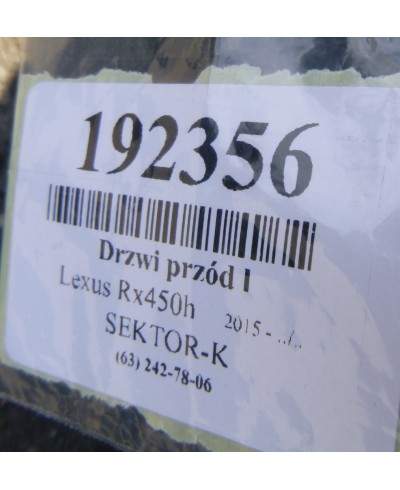 192356
Drzwi przód l
Lexus Rx450h 2015 - ../..
SEKTOR-K
(63) 242-78-06